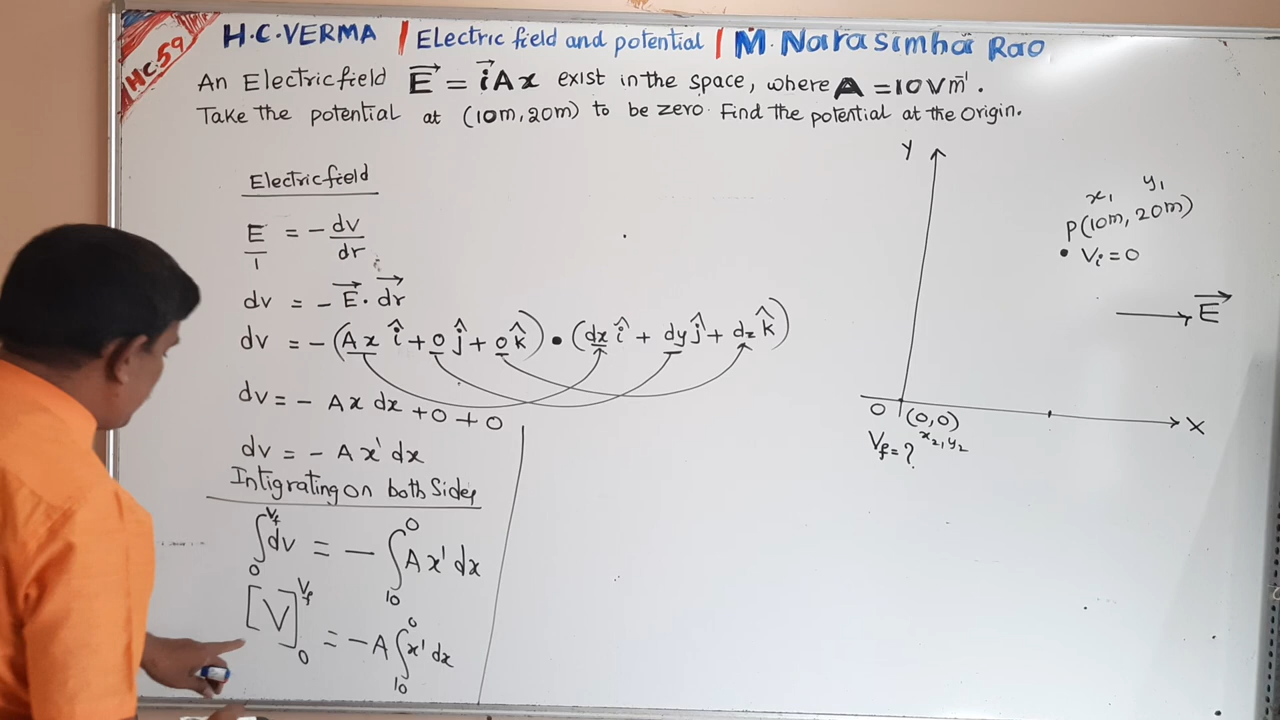 HC.59
H.C.VERMA | Electric field and potential | M. Narasimha Rao
An Electricfield E⃗ = i⃗Ax exist in the space, where A = 10Vm⁻¹.
Take the potential at (10m, 20m) to be zero. Find the potential at the Origin.
Electricfield
E/1 = - dv/dr
dv = - E⃗ . dr⃗
dv = - (Ax î + 0 ĵ + 0 k̂) • (dx î + dy ĵ + dz k̂)
dv = - Ax dx + 0 + 0
dv = - A x¹ dx
Intigrating on both Sides
∫₀^Vf dv = - ∫₁₀^0 A x¹ dx
[V]₀^Vf = - A ∫₁₀^0 x¹ dx
Y
x₁ y₁
P(10m, 20m)
• Vi = 0
E⃗
O (0,0) X
x₂, y₂
Vf = ?